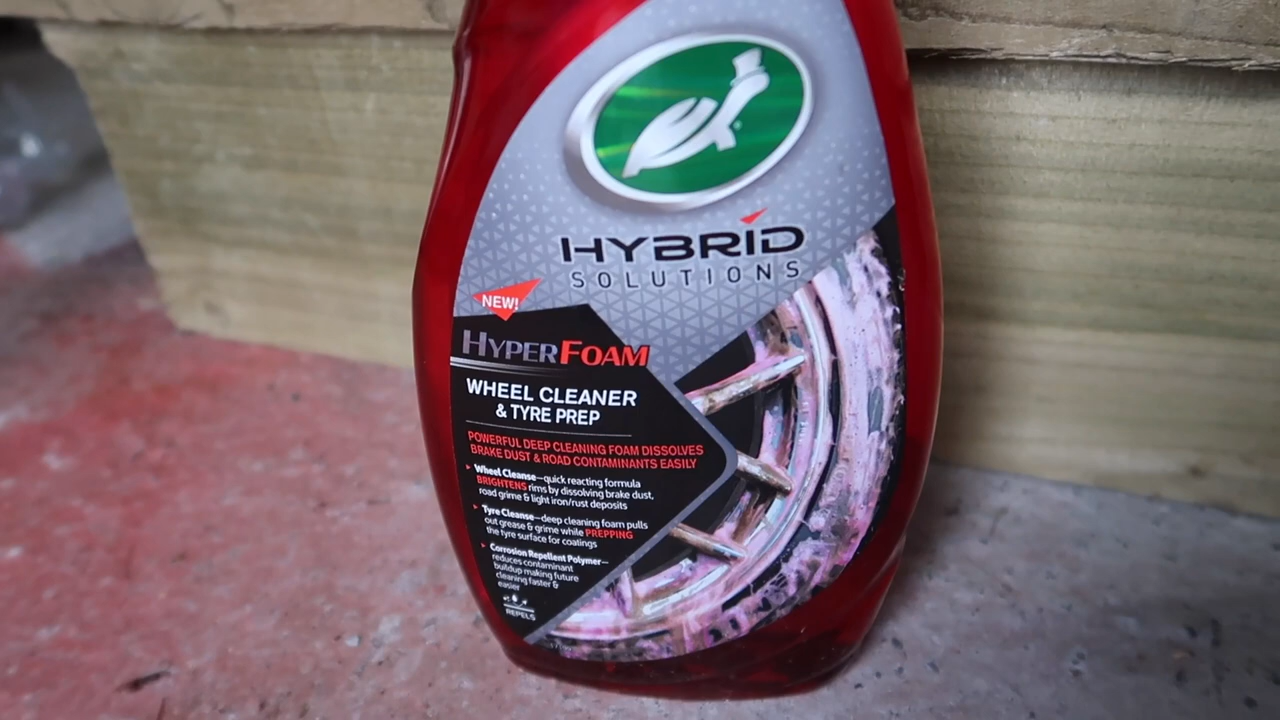 HYBRID
SOLUTIONS
NEW!
HYPERFOAM
WHEEL CLEANER
& TYRE PREP
POWERFUL DEEP CLEANING FOAM DISSOLVES
BRAKE DUST & ROAD CONTAMINANTS EASILY
Wheel Cleanse—quick reacting formula
BRIGHTENS rims by dissolving brake dust,
road grime & light iron/rust deposits
Tyre Cleanse—deep cleaning foam pulls
out grease & grime while PREPPING
the tyre surface for coatings
Corrosion Repellent Polymer—
reduces contaminant
buildup making future
cleaning faster &
easier
REPELS